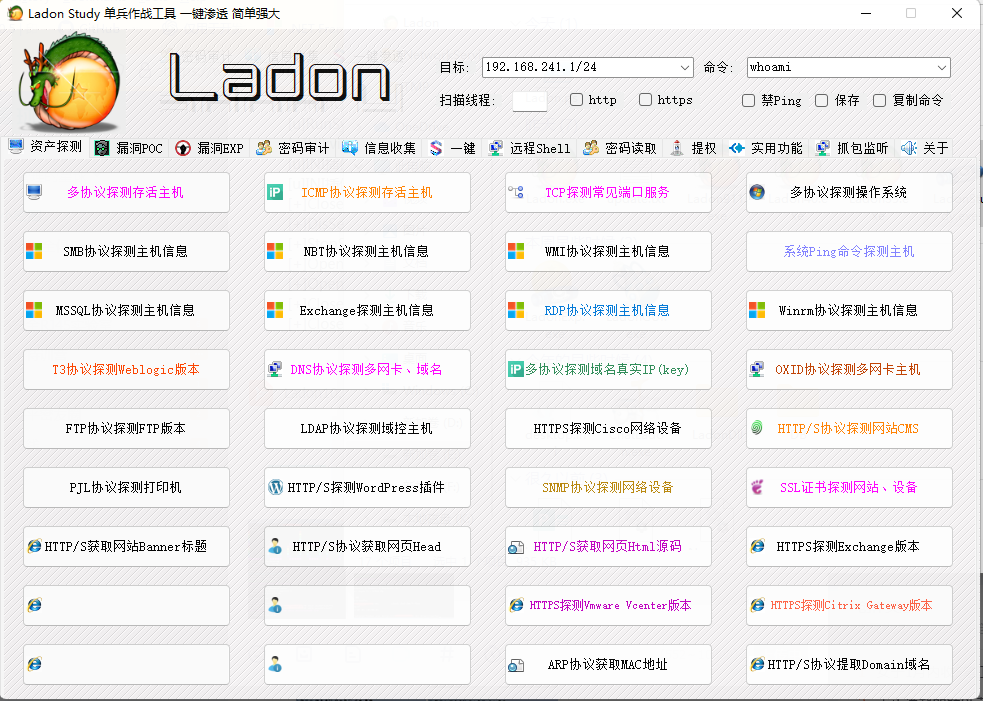 Ladon Study 单兵作战工具 一键渗透 简单强大
Ladon
目标: 192.168.241.1/24 命令: whoami
扫描线程: http https 禁Ping 保存 复制命令
资产探测 漏洞POC 漏洞EXP 密码审计 信息收集 一键 远程Shell 密码读取 提权 实用功能 抓包监听 关于
多协议探测存活主机 ICMP协议探测存活主机 TCP探测常见端口服务 多协议探测操作系统
SMB协议探测主机信息 NBT协议探测主机信息 WMI协议探测主机信息 系统Ping命令探测主机
MSSQL协议探测主机信息 Exchange探测主机信息 RDP协议探测主机信息 Winrm协议探测主机信息
T3协议探测Weblogic版本 DNS协议探测多网卡、域名 iP 多协议探测域名真实IP(key) OXID协议探测多网卡主机
FTP协议探测FTP版本 LDAP协议探测域控主机 HTTPS探测Cisco网络设备 HTTP/S协议探测网站CMS
PJL协议探测打印机 HTTP/S探测WordPress插件 SNMP协议探测网络设备 SSL证书探测网站、设备
HTTP/S获取网站Banner标题 HTTP/S协议获取网页Head HTTP/S获取网页Html源码 HTTPS探测Exchange版本
HTTPS探测Vmware Vcenter版本 HTTPS探测Citrix Gateway版本
ARP协议获取MAC地址 HTTP/S协议提取Domain域名